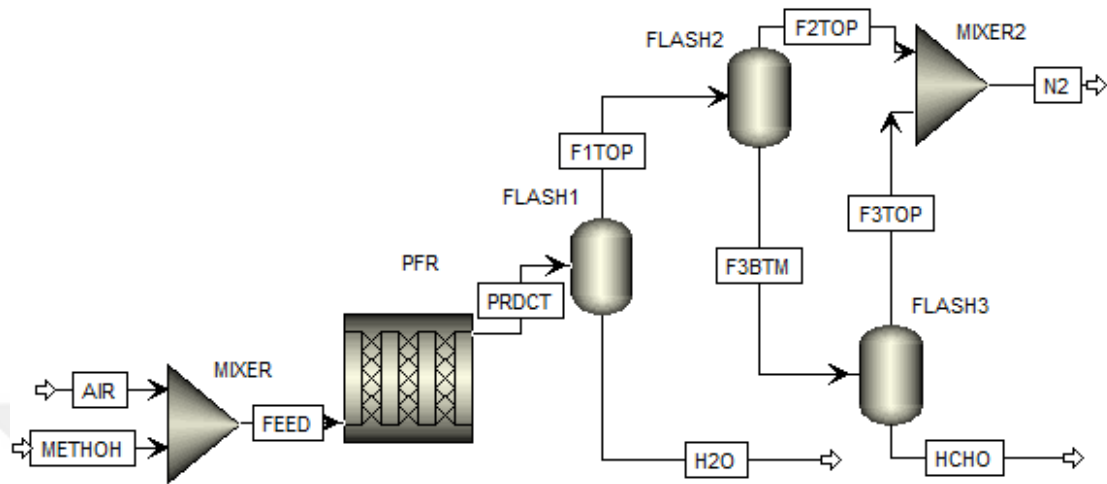 F2TOP
MIXER2
FLASH2
N2
F1TOP
FLASH1
F3TOP
PFR
F3BTM
PRDCT
FLASH3
MIXER
AIR
FEED
METHOH
H2O
HCHO